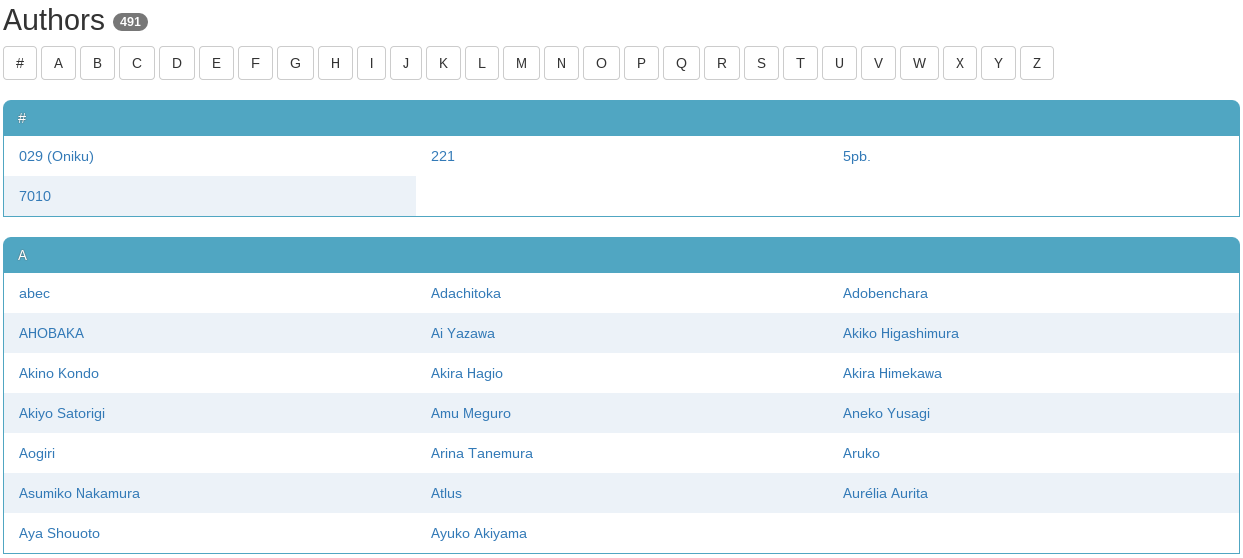 Authors 491
# A B C D E F G H I J K L M N O P Q R S T U V W X Y Z
#
029 (Oniku) 221 5pb.
7010
A
abec Adachitoka Adobenchara
AHOBAKA Ai Yazawa Akiko Higashimura
Akino Kondo Akira Hagio Akira Himekawa
Akiyo Satorigi Amu Meguro Aneko Yusagi
Aogiri Arina Tanemura Aruko
Asumiko Nakamura Atlus Aurélia Aurita
Aya Shouoto Ayuko Akiyama